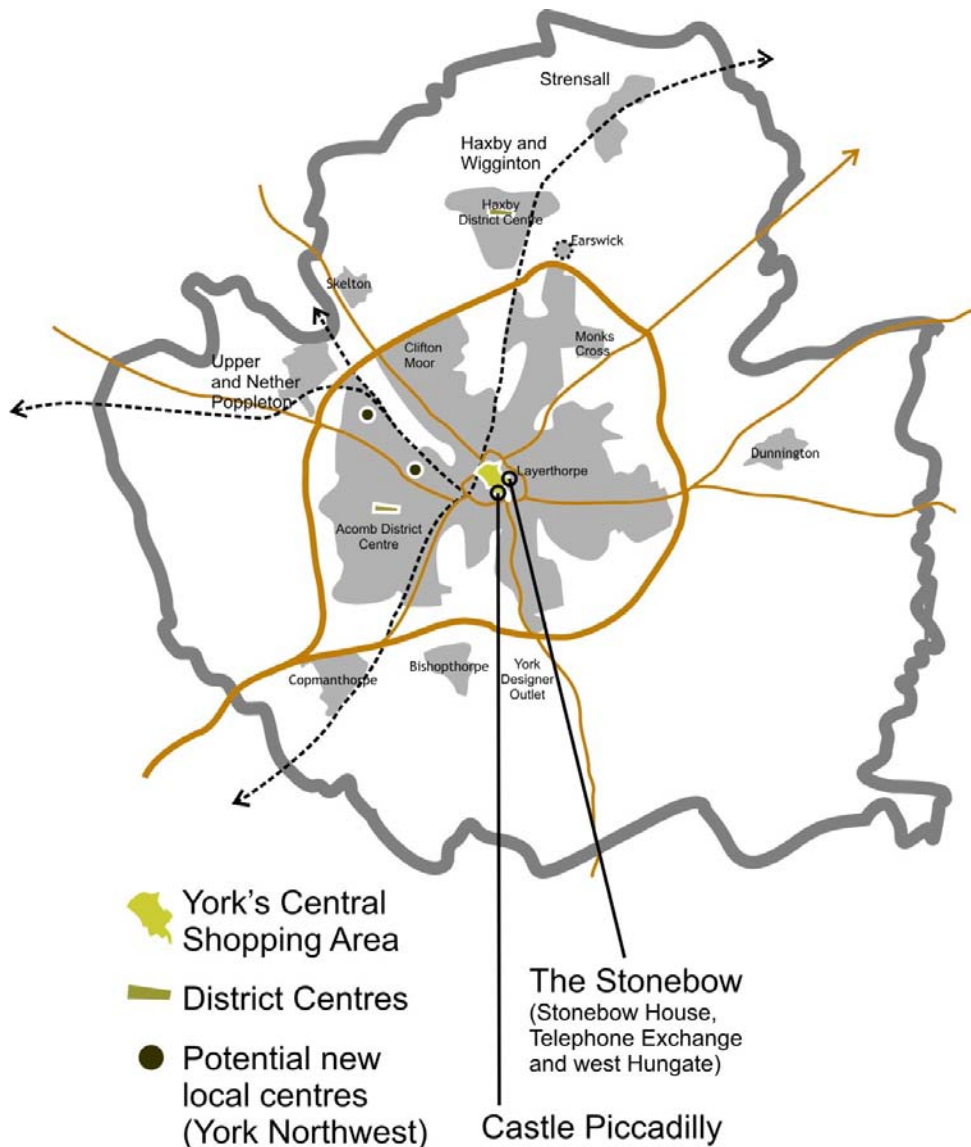 Strensall
Haxby and
Wigginton
Haxby
District Centre
Earswick
Skelton
Clifton
Moor
Monks
Cross
Upper
and Nether
Poppleton
Dunnington
Layerthorpe
Acomb District
Centre
Copmanthorpe
Bishopthorpe
York
Designer
Outlet
York's Central
Shopping Area
District Centres
Potential new
local centres
(York Northwest)
The Stonebow
(Stonebow House,
Telephone Exchange
and west Hungate)
Castle Piccadilly